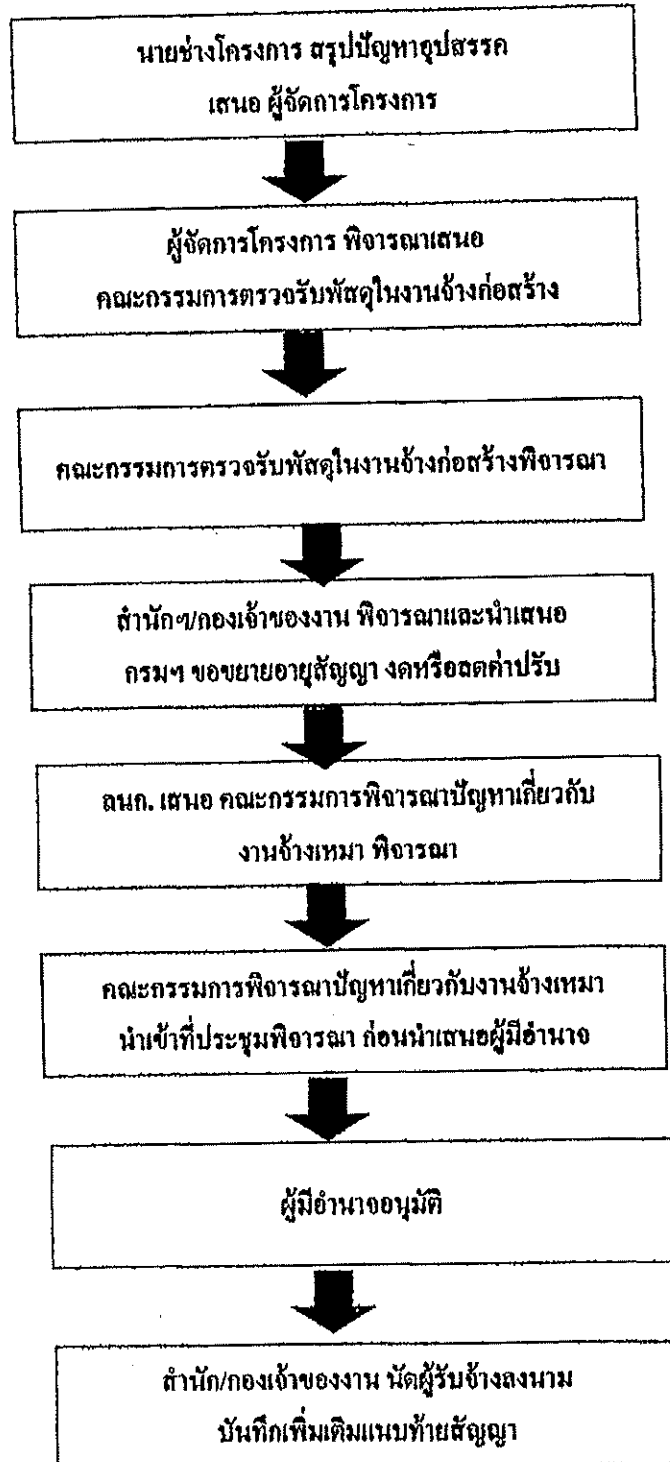 นายช่างโครงการ สรุปปัญหาอุปสรรค
เสนอ ผู้จัดการโครงการ
ผู้จัดการโครงการ พิจารณาเสนอ
คณะกรรมการตรวจรับพัสดุในงานจ้างก่อสร้าง
คณะกรรมการตรวจรับพัสดุในงานจ้างก่อสร้างพิจารณา
สำนักฯ/กองเจ้าของงาน พิจารณาและนำเสนอ
กรมฯ ขอขยายอายุสัญญา งดหรือลดค่าปรับ
ลนก. เสนอ คณะกรรมการพิจารณาปัญหาเกี่ยวกับ
งานจ้างเหมา พิจารณา
คณะกรรมการพิจารณาปัญหาเกี่ยวกับงานจ้างเหมา
นำเข้าที่ประชุมพิจารณา ก่อนนำเสนอผู้มีอำนาจ
ผู้มีอำนาจอนุมัติ
สำนัก/กองเจ้าของงาน นัดผู้รับจ้างลงนาม
บันทึกเพิ่มเติมแนบท้ายสัญญา